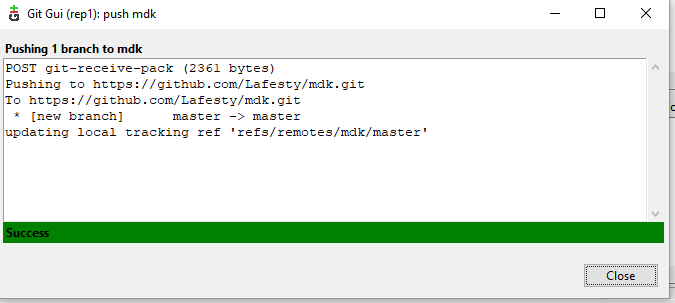 Git Gui (rep1): push mdk
Pushing 1 branch to mdk
POST git-receive-pack (2361 bytes)
Pushing to https://github.com/Lafesty/mdk.git
To https://github.com/Lafesty/mdk.git
 * [new branch]      master -> master
updating local tracking ref 'refs/remotes/mdk/master'
Success
Close